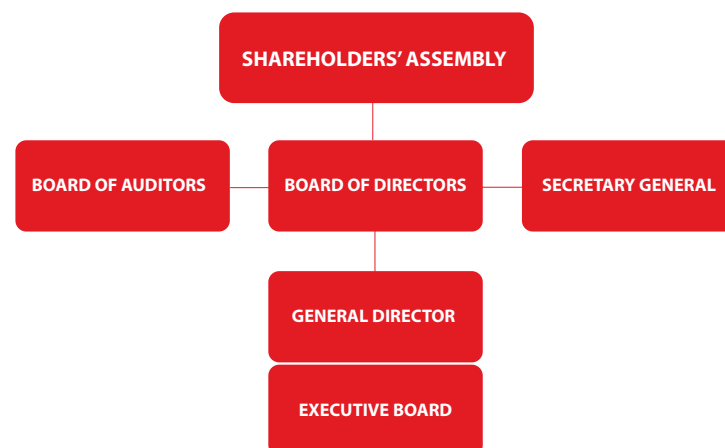 SHAREHOLDERS’ ASSEMBLY
BOARD OF AUDITORS
BOARD OF DIRECTORS
SECRETARY GENERAL
GENERAL DIRECTOR
EXECUTIVE BOARD